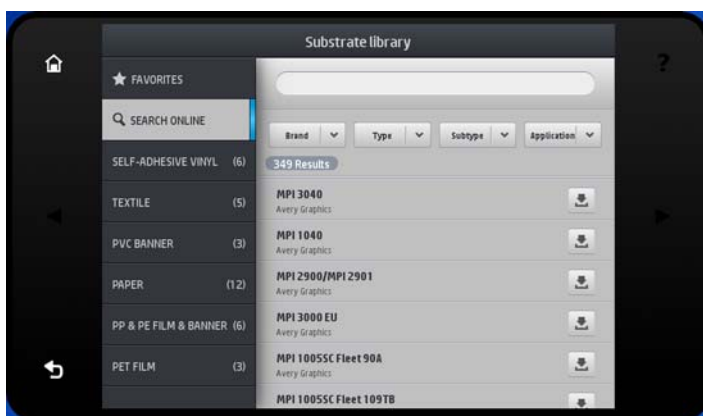 Substrate library
?
FAVORITES
SEARCH ONLINE
SELF-ADHESIVE VINYL (6)
TEXTILE (5)
PVC BANNER (3)
PAPER (12)
PP & PE FILM & BANNER (6)
PET FILM (3)
Brand Type Subtype Application
349 Results
MPI 3040
Avery Graphics
MPI 1040
Avery Graphics
MPI 2900/MPI 2901
Avery Graphics
MPI 3000 EU
Avery Graphics
MPI 1005SC Fleet 90A
Avery Graphics
MPI 1005SC Fleet 109TB